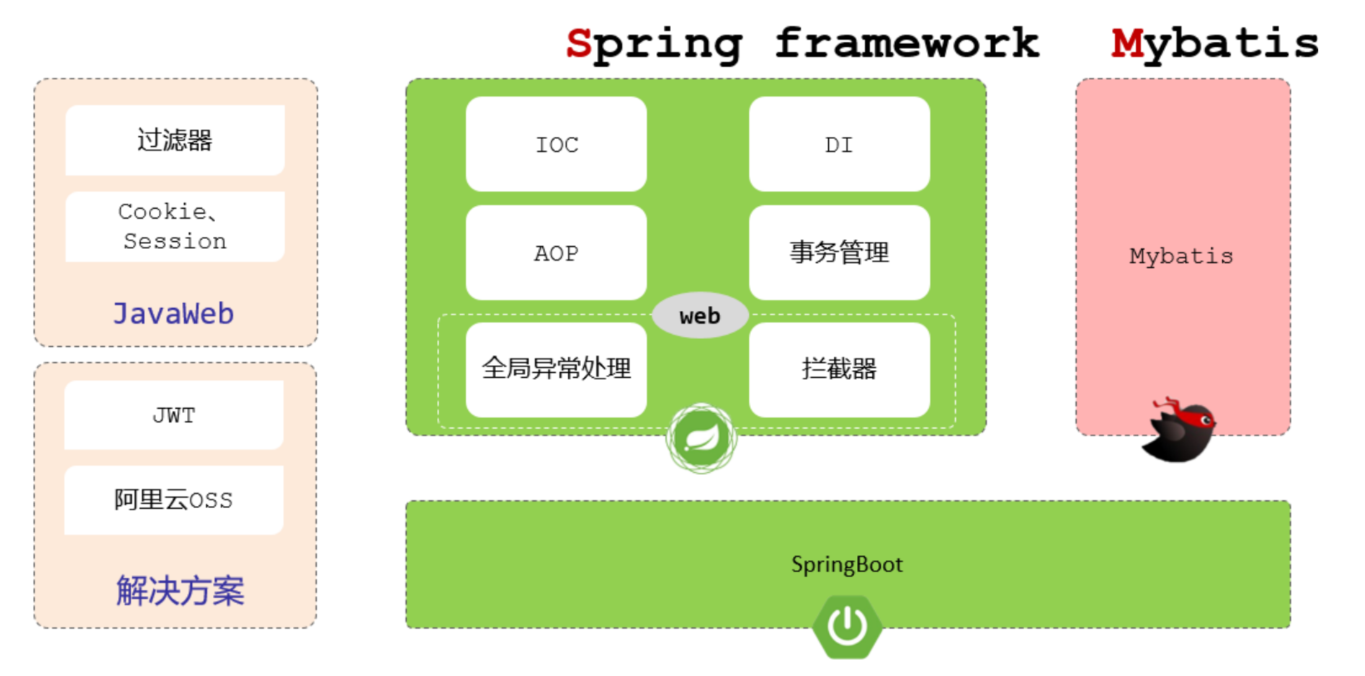 Spring framework
Mybatis
过滤器
Cookie、
Session
JavaWeb
JWT
阿里云OSS
解决方案
IOC
DI
AOP
事务管理
web
全局异常处理
拦截器
Mybatis
SpringBoot